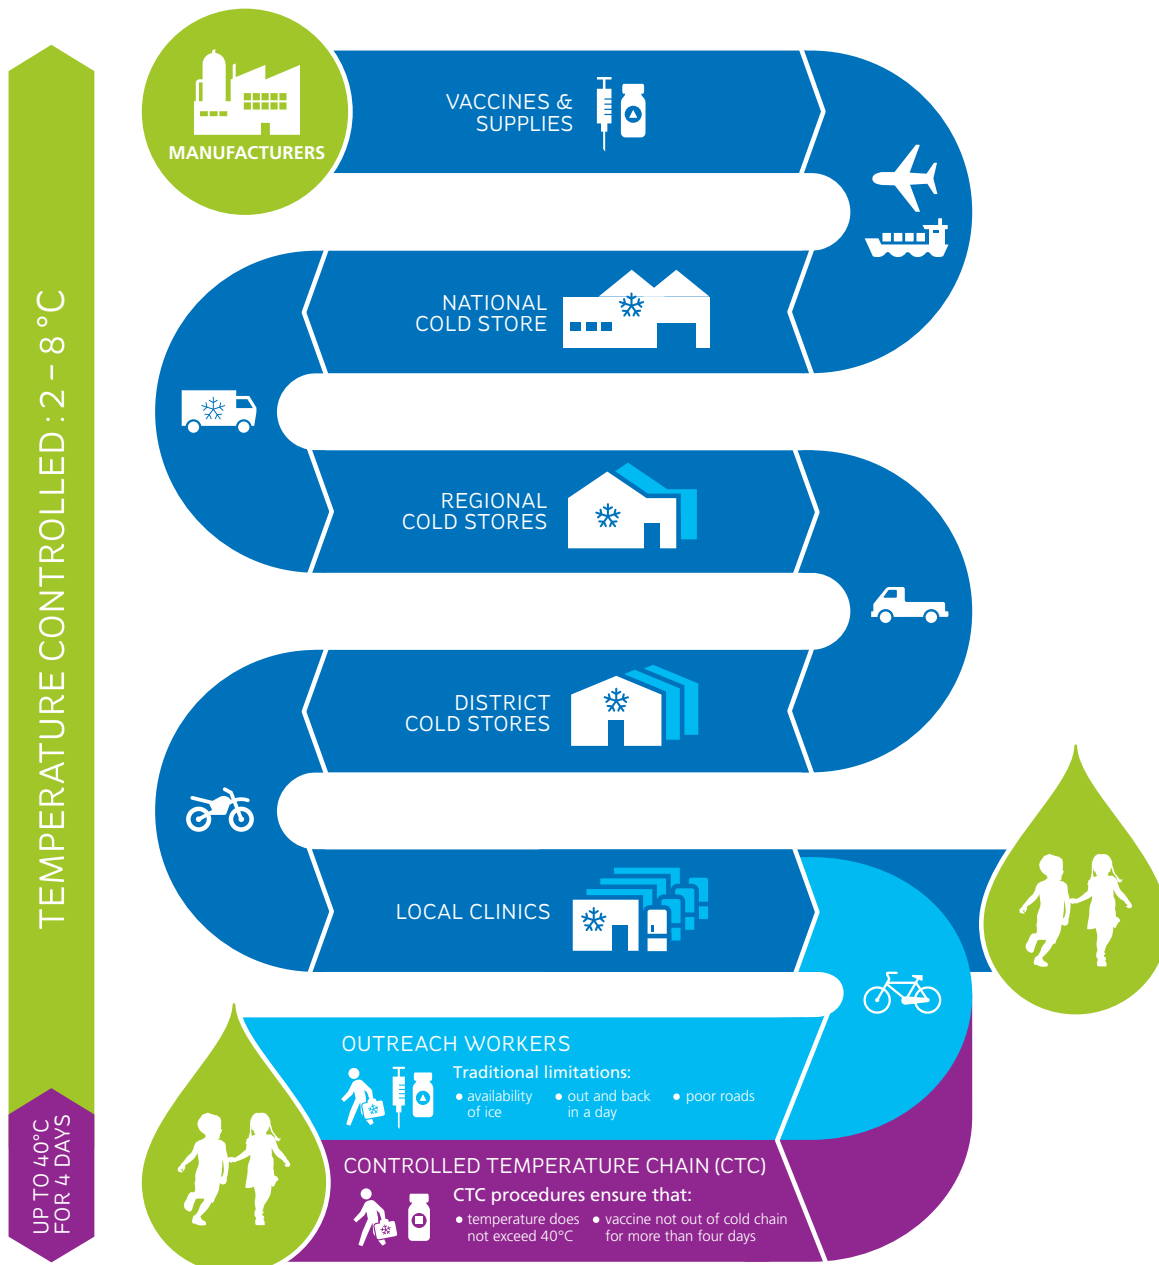 MANUFACTURERS
VACCINES &
SUPPLIES
NATIONAL
COLD STORE
REGIONAL
COLD STORES
DISTRICT
COLD STORES
LOCAL CLINICS
TEMPERATURE CONTROLLED : 2 – 8 °C
UP TO 40°C
FOR 4 DAYS
OUTREACH WORKERS
Traditional limitations:
• availability
of ice
• out and back
in a day
• poor roads
CONTROLLED TEMPERATURE CHAIN (CTC)
CTC procedures ensure that:
• temperature does
not exceed 40°C
• vaccine not out of cold chain
for more than four days